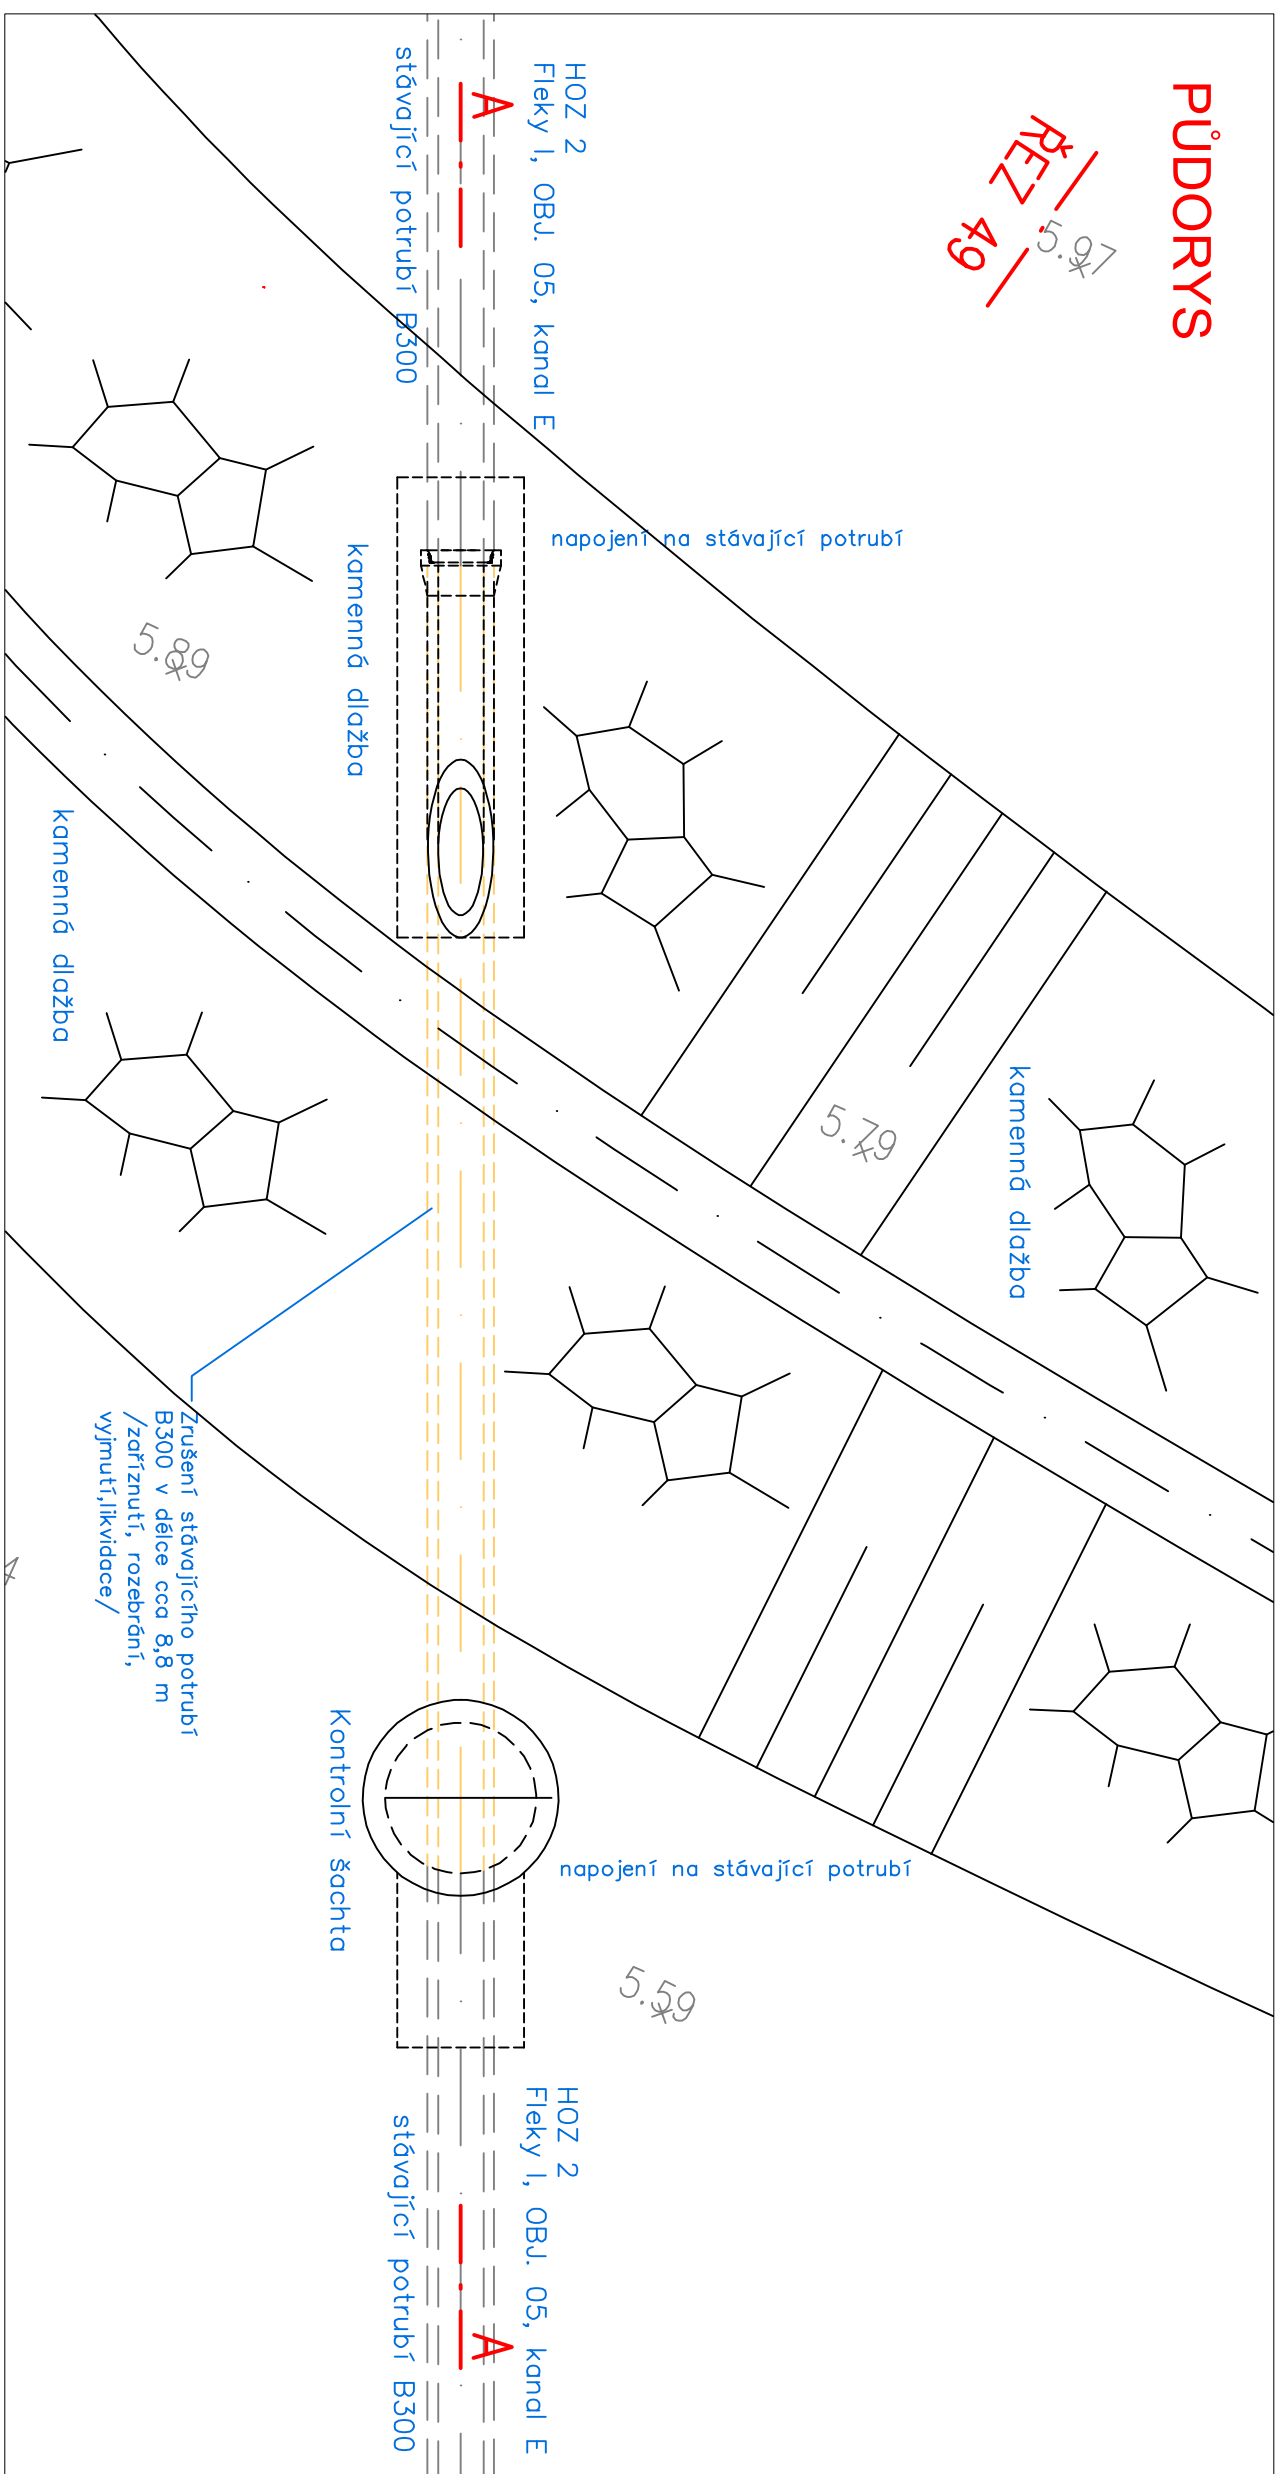 PŮDORYS
ŘEZ 49
5.97
HOZ 2
Fleky I, OBJ. 05, kanal E
A
stávající potrubí B300
napojení na stávající potrubí
kamenná dlažba
5.89
kamenná dlažba
kamenná dlažba
5.79
Zrušení stávajícího potrubí
B300 v délce cca 8,8 m
/zaříznutí, rozebrání,
vyjmutí,likvidace/
4
Kontrolní šachta
napojení na stávající potrubí
5.59
HOZ 2
Fleky I, OBJ. 05, kanal E
A
stávající potrubí B300